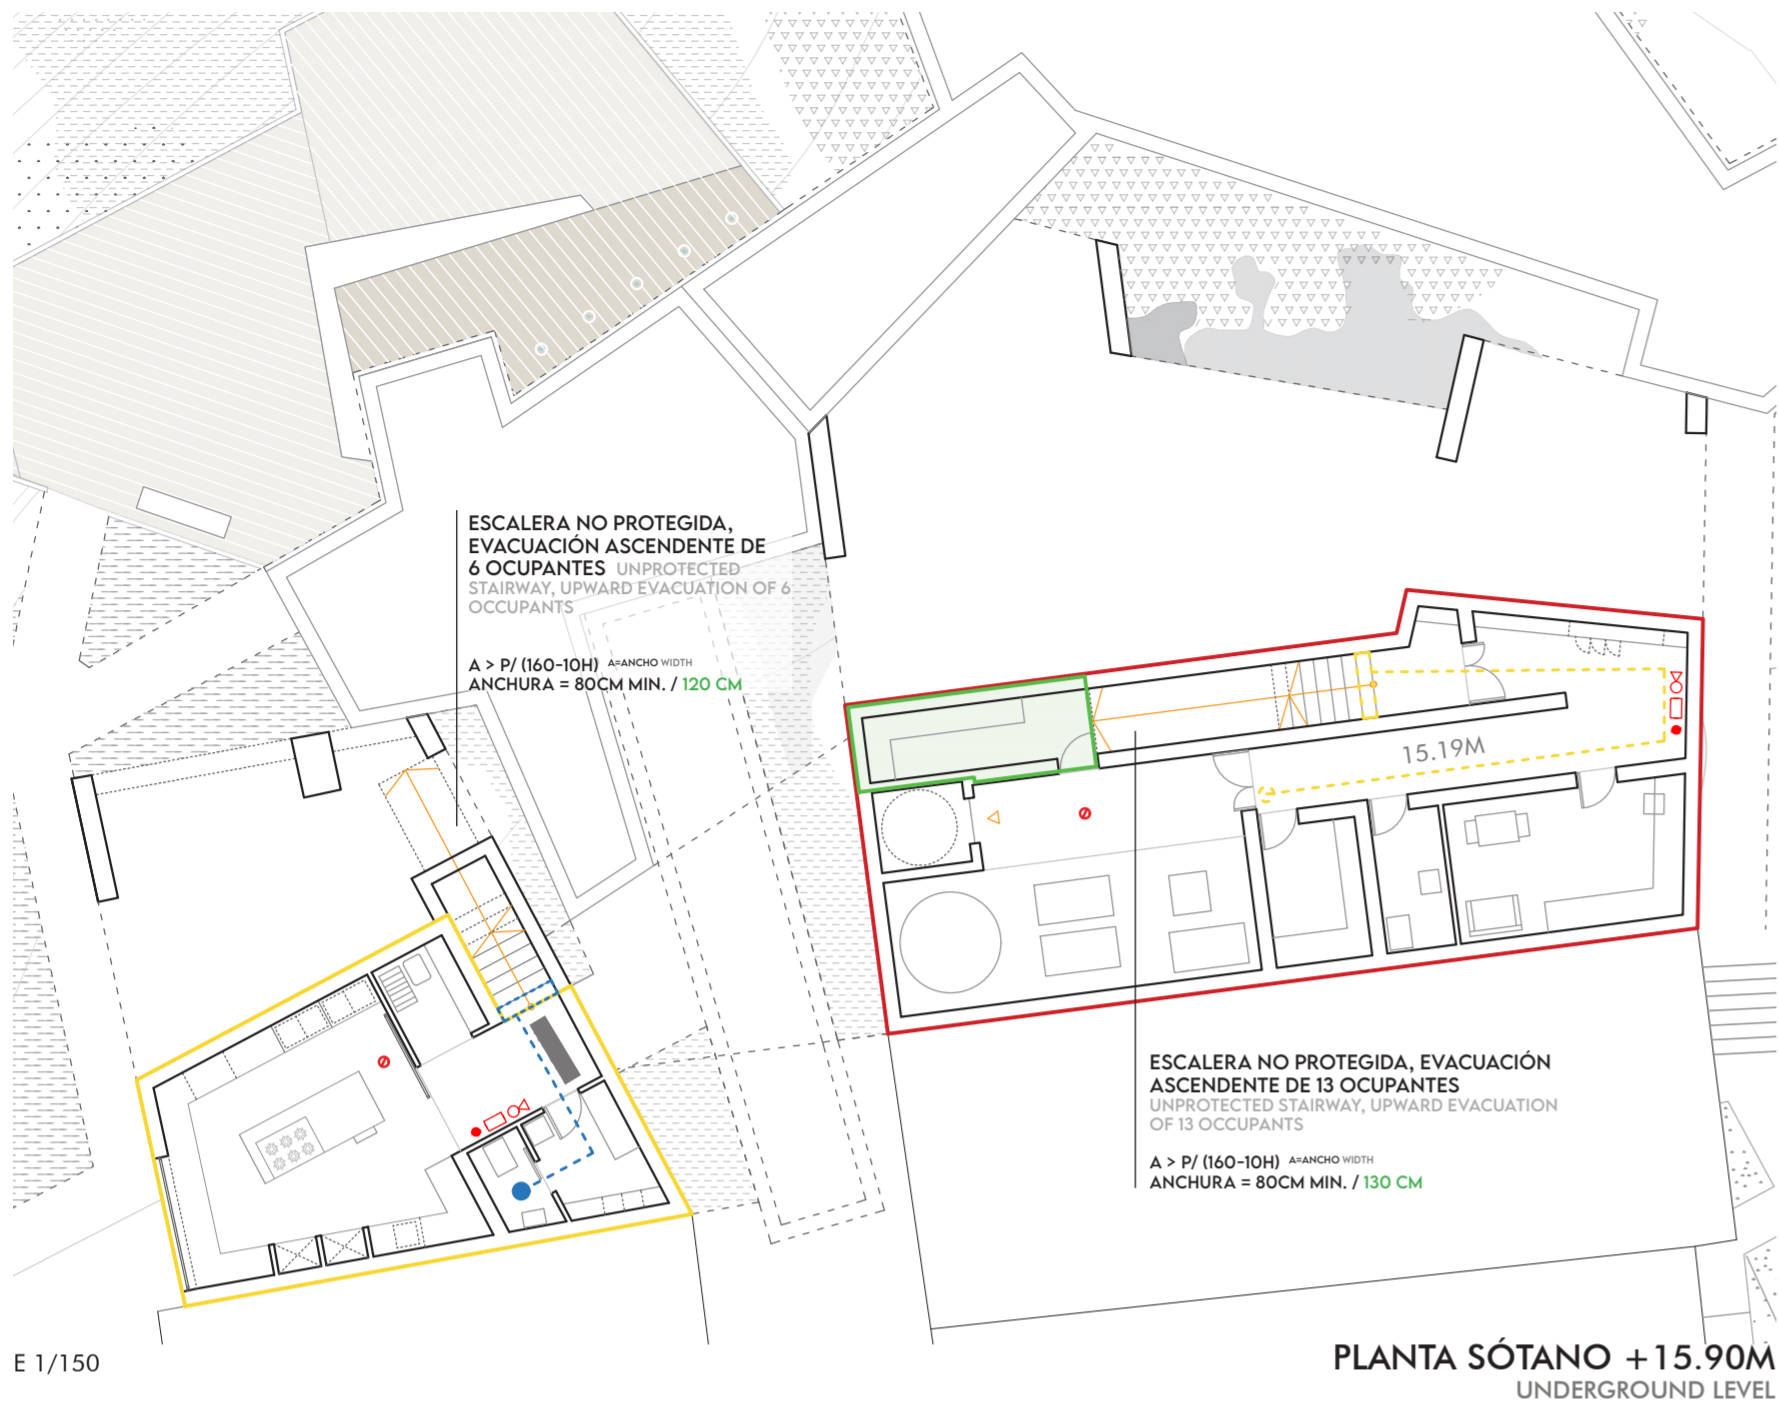 ESCALERA NO PROTEGIDA,
EVACUACIÓN ASCENDENTE DE
6 OCUPANTES UNPROTECTED
STAIRWAY, UPWARD EVACUATION OF 6
OCCUPANTS
A > P/ (160-10H) A=ANCHO WIDTH
ANCHURA = 80CM MIN. / 120 CM
15.19M
ESCALERA NO PROTEGIDA, EVACUACIÓN
ASCENDENTE DE 13 OCUPANTES
UNPROTECTED STAIRWAY, UPWARD EVACUATION
OF 13 OCCUPANTS
A > P/ (160-10H) A=ANCHO WIDTH
ANCHURA = 80CM MIN. / 130 CM
E 1/150
PLANTA SÓTANO +15.90M
UNDERGROUND LEVEL